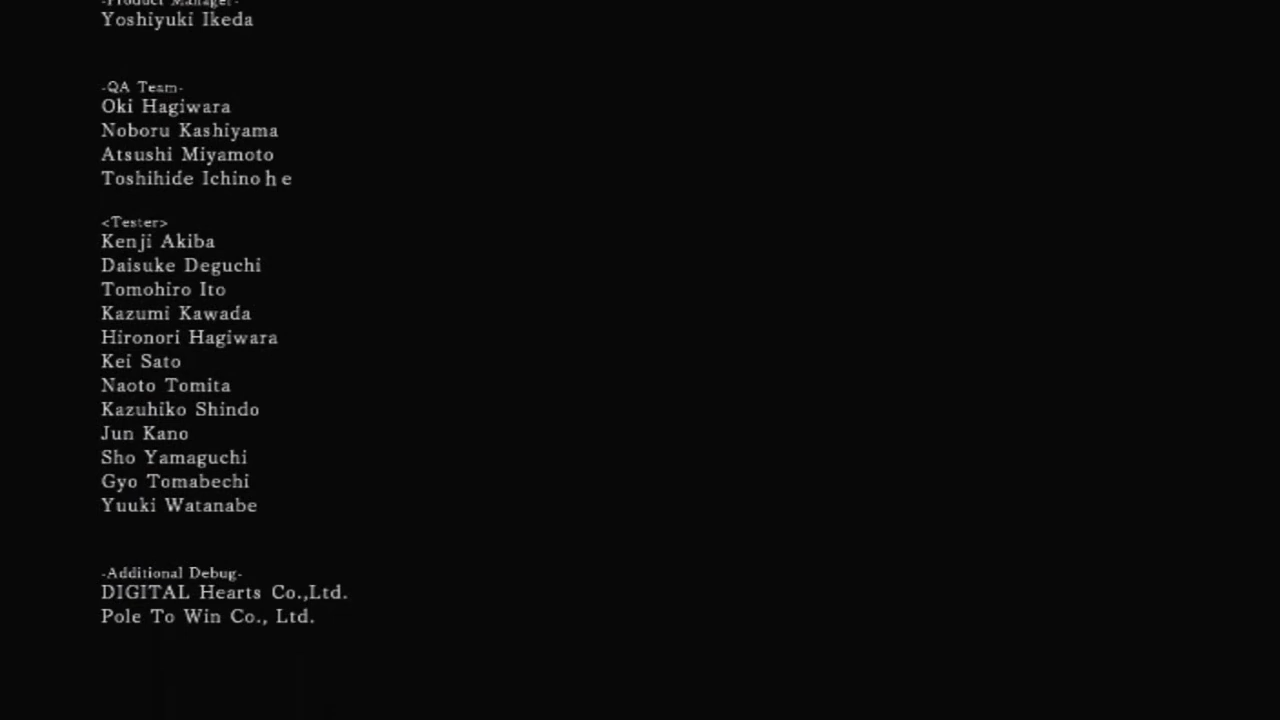 -Product Manager-
Yoshiyuki Ikeda
-QA Team-
Oki Hagiwara
Noboru Kashiyama
Atsushi Miyamoto
Toshihide Ichinohe
<Tester>
Kenji Akiba
Daisuke Deguchi
Tomohiro Ito
Kazumi Kawada
Hironori Hagiwara
Kei Sato
Naoto Tomita
Kazuhiko Shindo
Jun Kano
Sho Yamaguchi
Gyo Tomabechi
Yuuki Watanabe
-Additional Debug-
DIGITAL Hearts Co.,Ltd.
Pole To Win Co., Ltd.